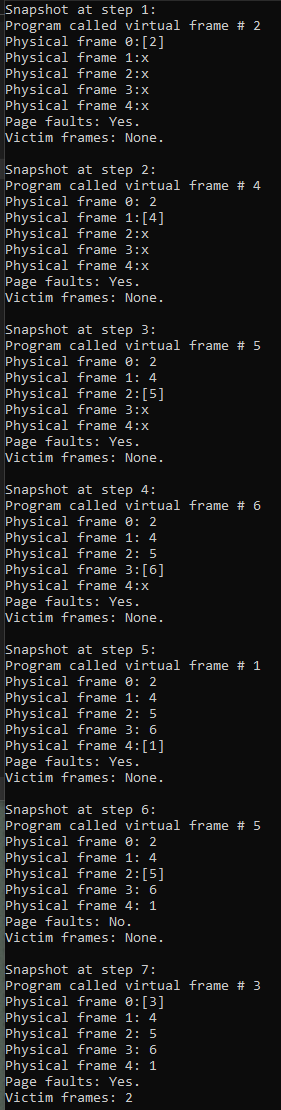 Snapshot at step 1:
Program called virtual frame # 2
Physical frame 0:[2]
Physical frame 1:x
Physical frame 2:x
Physical frame 3:x
Physical frame 4:x
Page faults: Yes.
Victim frames: None.

Snapshot at step 2:
Program called virtual frame # 4
Physical frame 0: 2
Physical frame 1:[4]
Physical frame 2:x
Physical frame 3:x
Physical frame 4:x
Page faults: Yes.
Victim frames: None.

Snapshot at step 3:
Program called virtual frame # 5
Physical frame 0: 2
Physical frame 1: 4
Physical frame 2:[5]
Physical frame 3:x
Physical frame 4:x
Page faults: Yes.
Victim frames: None.

Snapshot at step 4:
Program called virtual frame # 6
Physical frame 0: 2
Physical frame 1: 4
Physical frame 2: 5
Physical frame 3:[6]
Physical frame 4:x
Page faults: Yes.
Victim frames: None.

Snapshot at step 5:
Program called virtual frame # 1
Physical frame 0: 2
Physical frame 1: 4
Physical frame 2: 5
Physical frame 3: 6
Physical frame 4:[1]
Page faults: Yes.
Victim frames: None.

Snapshot at step 6:
Program called virtual frame # 5
Physical frame 0: 2
Physical frame 1: 4
Physical frame 2:[5]
Physical frame 3: 6
Physical frame 4: 1
Page faults: No.
Victim frames: None.

Snapshot at step 7:
Program called virtual frame # 3
Physical frame 0:[3]
Physical frame 1: 4
Physical frame 2: 5
Physical frame 3: 6
Physical frame 4: 1
Page faults: Yes.
Victim frames: 2